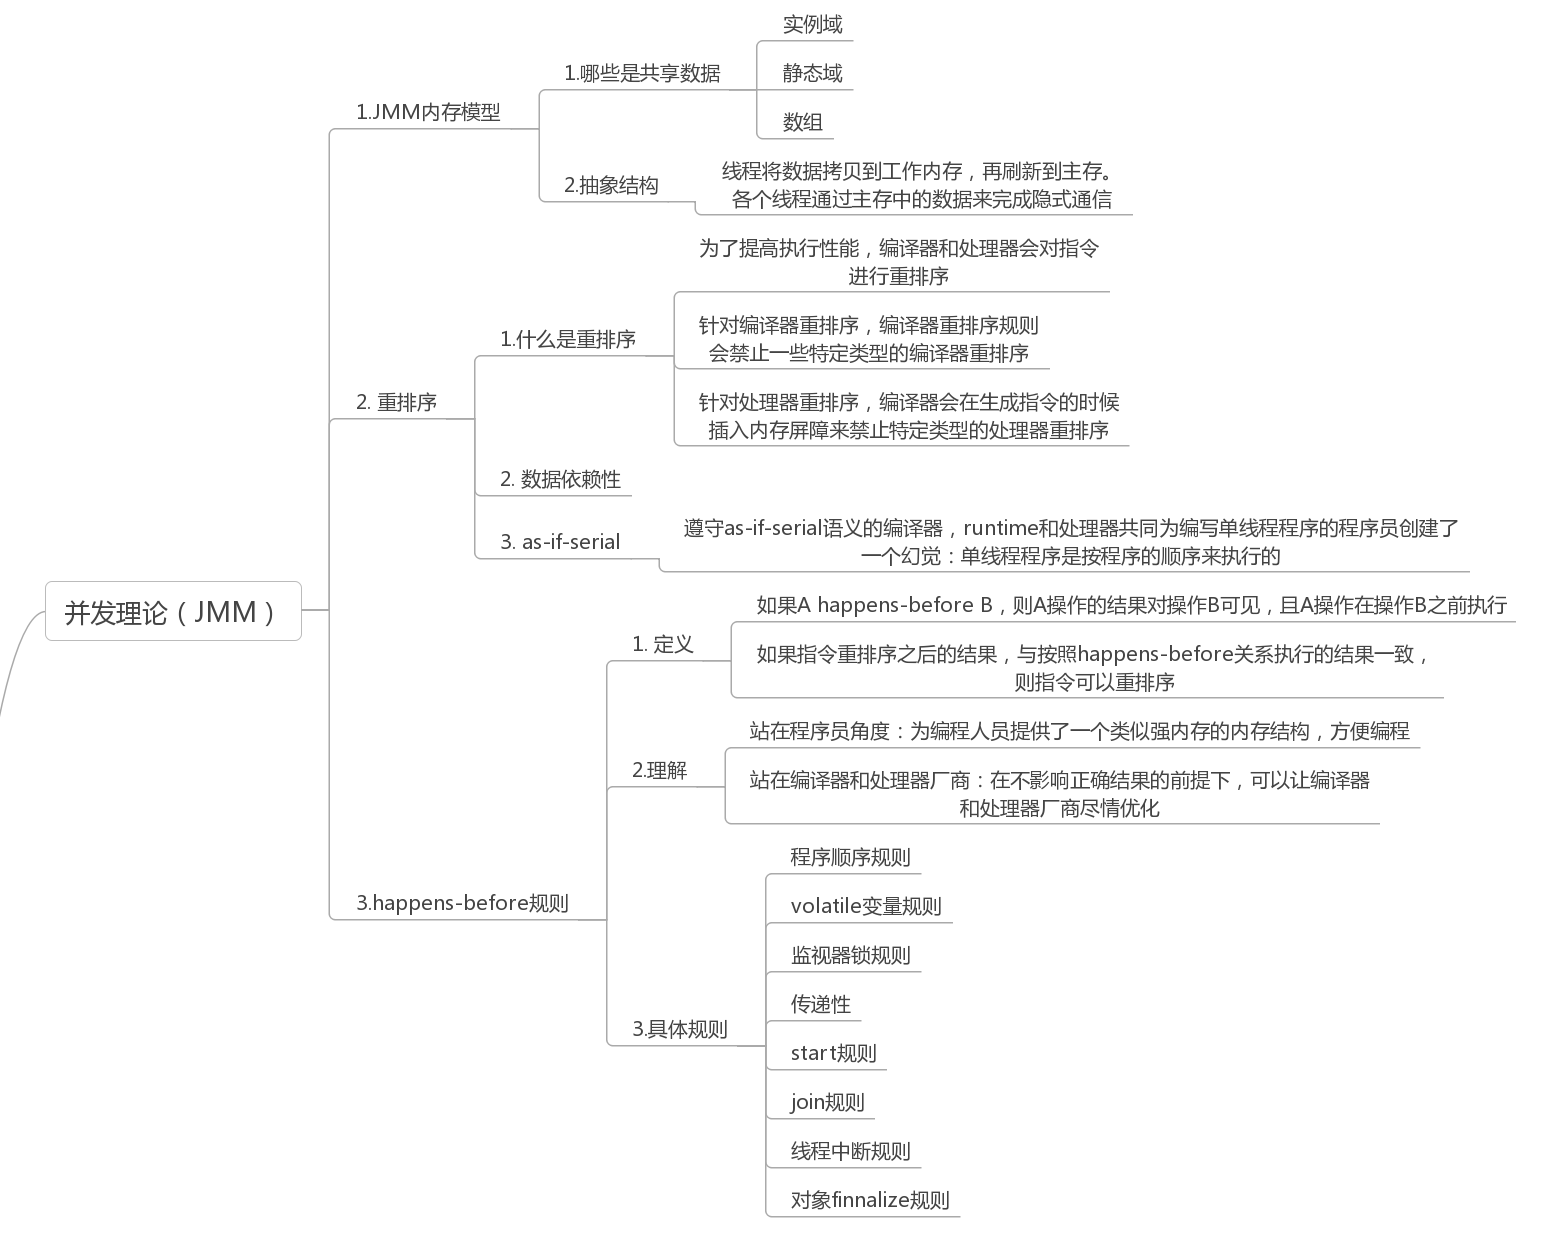 并发理论（JMM）
1.JMM内存模型
1.哪些是共享数据
实例域
静态域
数组
2.抽象结构
线程将数据拷贝到工作内存，再刷新到主存。
各个线程通过主存中的数据来完成隐式通信
2. 重排序
1.什么是重排序
为了提高执行性能，编译器和处理器会对指令
进行重排序
针对编译器重排序，编译器重排序规则
会禁止一些特定类型的编译器重排序
针对处理器重排序，编译器会在生成指令的时候
插入内存屏障来禁止特定类型的处理器重排序
2. 数据依赖性
3. as-if-serial
遵守as-if-serial语义的编译器，runtime和处理器共同为编写单线程程序的程序员创建了
一个幻觉：单线程程序是按程序的顺序来执行的
3.happens-before规则
1. 定义
如果A happens-before B，则A操作的结果对操作B可见，且A操作在操作B之前执行
如果指令重排序之后的结果，与按照happens-before关系执行的结果一致，
则指令可以重排序
2.理解
站在程序员角度：为编程人员提供了一个类似强内存的内存结构，方便编程
站在编译器和处理器厂商：在不影响正确结果的前提下，可以让编译器
和处理器厂商尽情优化
3.具体规则
程序顺序规则
volatile变量规则
监视器锁规则
传递性
start规则
join规则
线程中断规则
对象finnalize规则